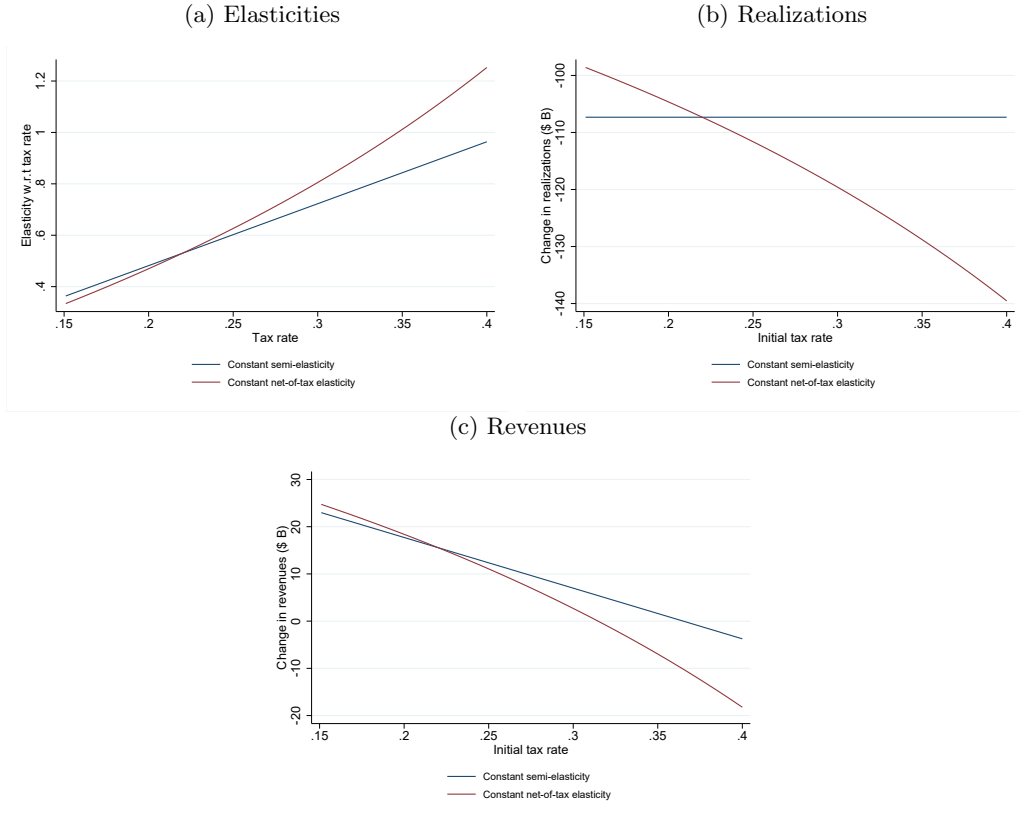 (a) Elasticities
Elasticity w.r.t tax rate
1.2
1
.8
.6
.4
.15 .2 .25 .3 .35 .4
Tax rate
Constant semi-elasticity
Constant net-of-tax elasticity
(b) Realizations
Change in realizations ($ B)
-100
-110
-120
-130
-140
.15 .2 .25 .3 .35 .4
Initial tax rate
Constant semi-elasticity
Constant net-of-tax elasticity
(c) Revenues
Change in revenues ($ B)
30
20
10
0
-10
-20
.15 .2 .25 .3 .35 .4
Initial tax rate
Constant semi-elasticity
Constant net-of-tax elasticity